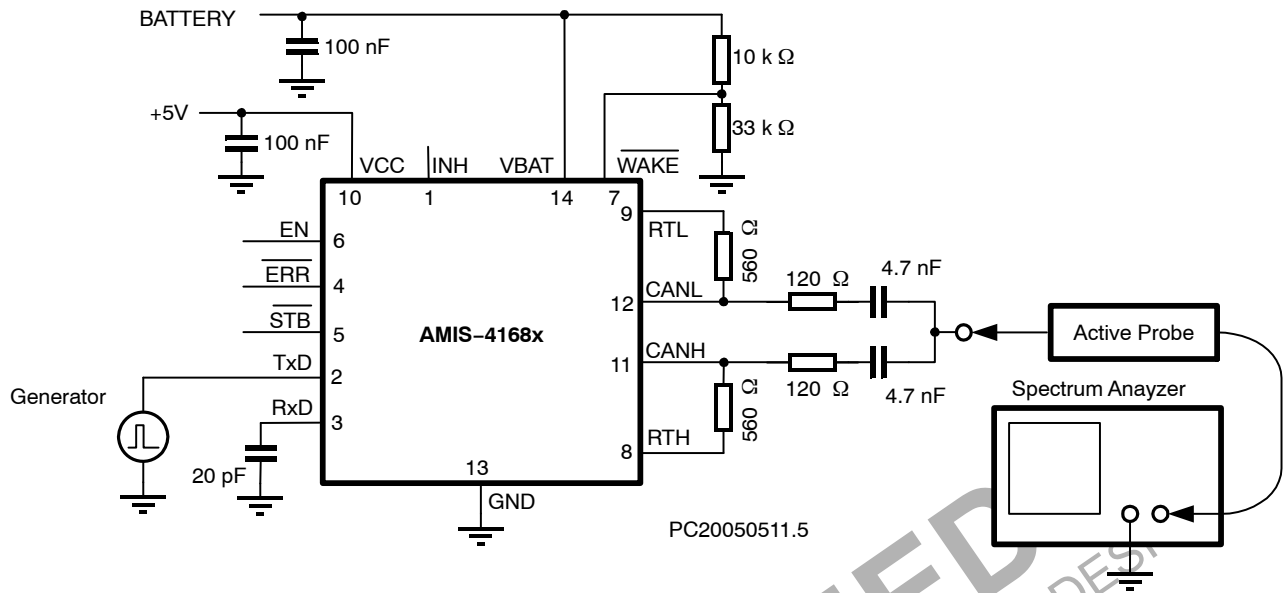 BATTERY
100 nF
10 k Ω
+5V
100 nF
33 k Ω
VCC
INH
VBAT
WAKE
10
1
14
7
9
RTL
560 Ω
EN
6
ERR
4
120 Ω
4.7 nF
CANL
12
STB
5
AMIS–4168x
Active Probe
CANH
11
TxD
2
120 Ω
4.7 nF
Spectrum Anayzer
Generator
RxD
3
560 Ω
RTH
8
20 pF
13
GND
PC20050511.5